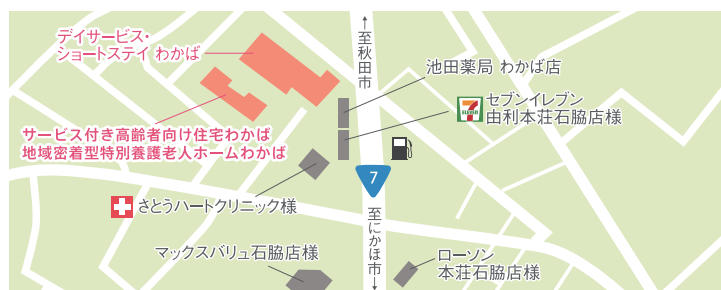 デイサービス・
ショートステイ わかば
サービス付き高齢者向け住宅わかば
地域密着型特別養護老人ホームわかば
至秋田市
池田薬局 わかば店
セブンイレブン
由利本荘石脇店様
7
ELEVEn
7
さとうハートクリニック様
至にかほ市
マックスバリュ石脇店様
ローソン
本荘石脇店様